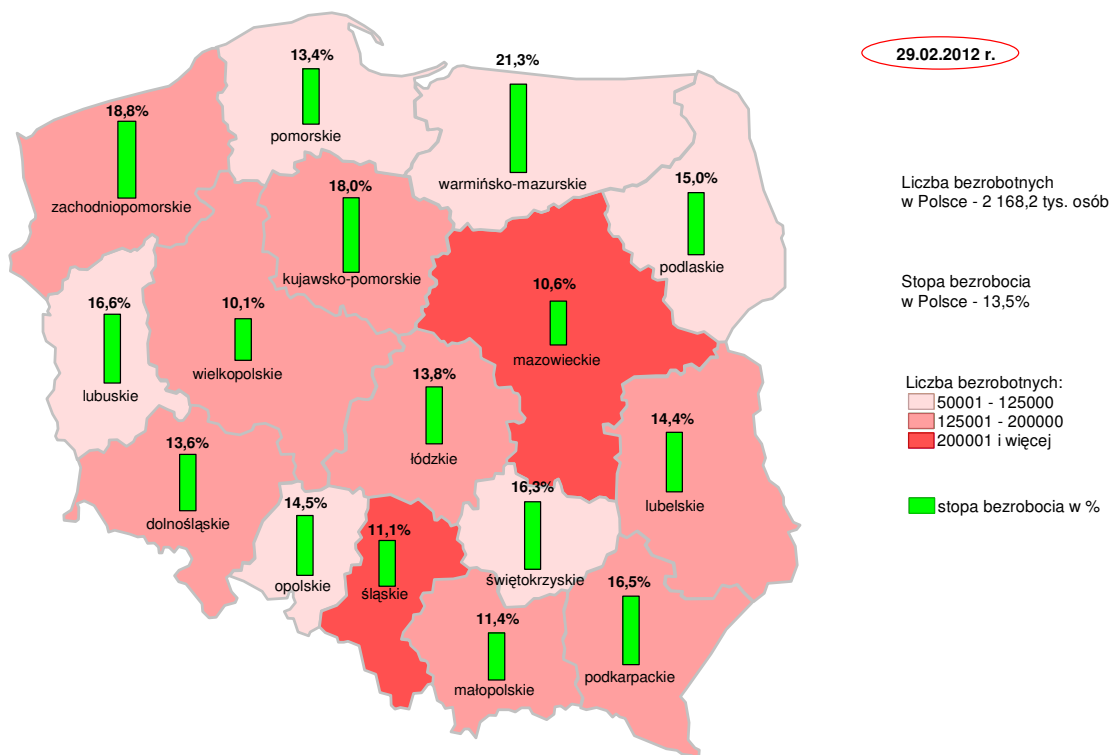 29.02.2012 r.
13,4%
pomorskie
21,3%
warmińsko-mazurskie
18,8%
zachodniopomorskie
18,0%
kujawsko-pomorskie
15,0%
podlaskie
16,6%
lubuskie
10,1%
wielkopolskie
10,6%
mazowieckie
13,8%
łódzkie
14,4%
lubelskie
13,6%
dolnośląskie
14,5%
opolskie
11,1%
śląskie
16,3%
świętokrzyskie
11,4%
małopolskie
16,5%
podkarpackie
Liczba bezrobotnych
w Polsce - 2 168,2 tys. osób
Stopa bezrobocia
w Polsce - 13,5%
Liczba bezrobotnych:
50001 - 125000
125001 - 200000
200001 i więcej
stopa bezrobocia w %